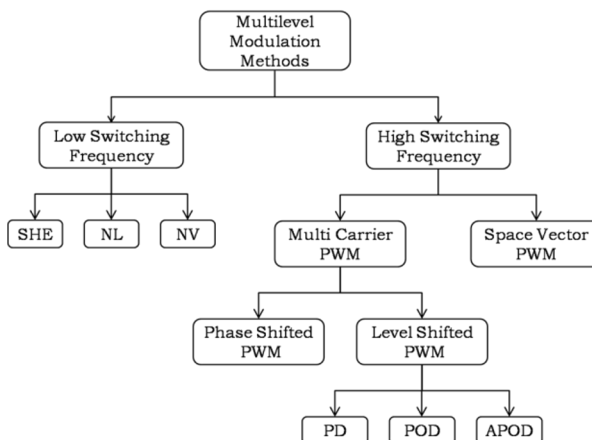 Multilevel
Modulation
Methods
Low Switching
Frequency
High Switching
Frequency
SHE
NL
NV
Multi Carrier
PWM
Space Vector
PWM
Phase Shifted
PWM
Level Shifted
PWM
PD
POD
APOD